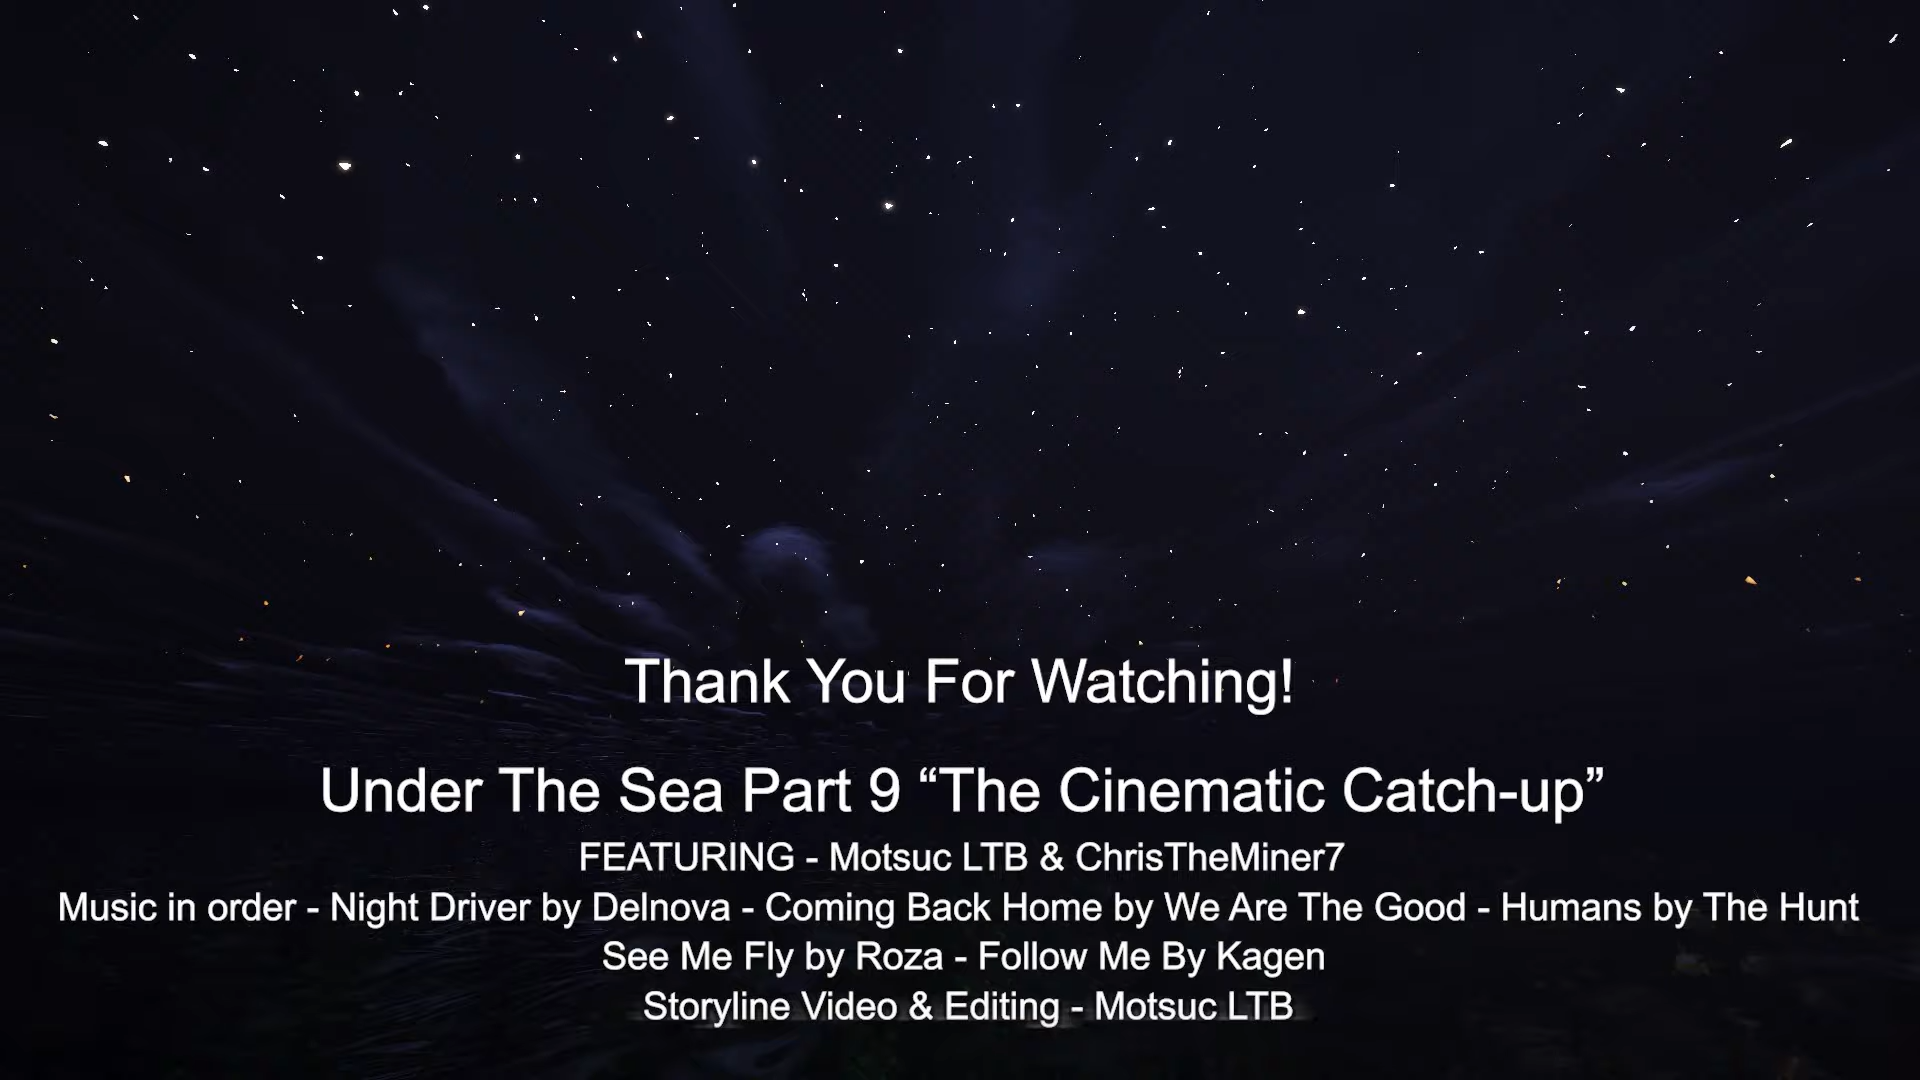 Thank You For Watching!
Under The Sea Part 9 “The Cinematic Catch-up”
FEATURING - Motsuc LTB & ChrisTheMiner7
Music in order - Night Driver by Delnova - Coming Back Home by We Are The Good - Humans by The Hunt
See Me Fly by Roza - Follow Me By Kagen
Storyline Video & Editing - Motsuc LTB